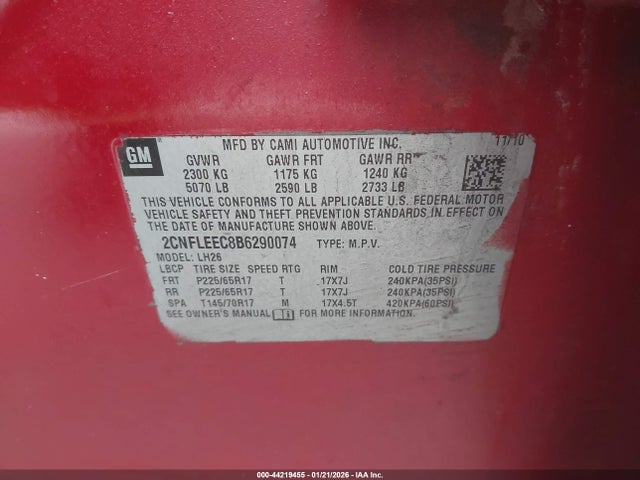 GM
MFD BY CAMI AUTOMOTIVE INC. 11/10
GVWR GAWR FRT GAWR RR
2300 KG 1175 KG 1240 KG
5070 LB 2590 LB 2733 LB
THIS VEHICLE CONFORMS TO ALL APPLICABLE U.S. FEDERAL MOTOR
VEHICLE SAFETY AND THEFT PREVENTION STANDARDS IN EFFECT ON
THE DATE OF MANUFACTURE SHOWN ABOVE.
2CNFLEEC8B6290074 TYPE: M.P.V.
MODEL: LH26
LBCP TIRE SIZE SPEED RTG RIM COLD TIRE PRESSURE
FRT P225/65R17 T 17X7J 240KPA(35PSI)
RR P225/65R17 T 17X7J 240KPA(35PSI)
SPA T145/70R17 M 17X4.5T 420KPA(60PSI)
SEE OWNER'S MANUAL i FOR MORE INFORMATION.
000-44219455 | 01/21/2026 | © IAA Inc.